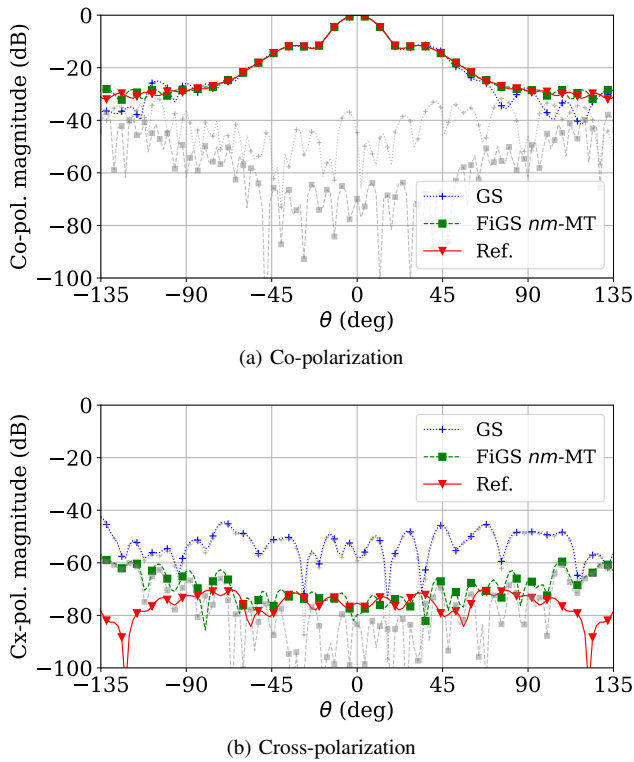 0
−20
−40
−60
−80
−100
Co-pol. magnitude (dB)
GS
FiGS nm-MT
Ref.
−135 −90 −45 0 45 90 135
θ (deg)
(a) Co-polarization
0
−20
−40
−60
−80
−100
Cx-pol. magnitude (dB)
GS
FiGS nm-MT
Ref.
−135 −90 −45 0 45 90 135
θ (deg)
(b) Cross-polarization